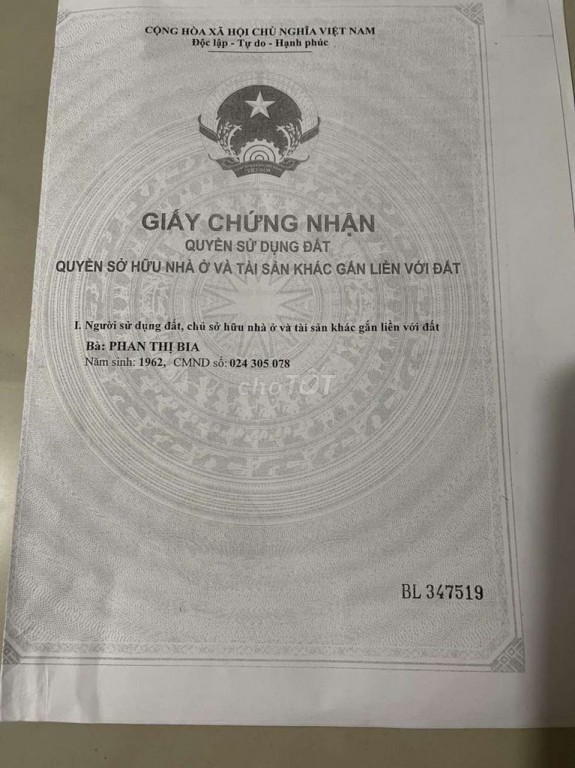 CỘNG HÒA XÃ HỘI CHỦ NGHĨA VIỆT NAM
Độc lập - Tự do - Hạnh phúc
GIẤY CHỨNG NHẬN
QUYỀN SỬ DỤNG ĐẤT
QUYỀN SỞ HỮU NHÀ Ở VÀ TÀI SẢN KHÁC GẮN LIỀN VỚI ĐẤT
I. Người sử dụng đất, chủ sở hữu nhà ở và tài sản khác gắn liền với đất
Bà: PHAN THỊ BIA
Năm sinh: 1962, CMND số: 024 305 078
chợTỐT
BL 347519